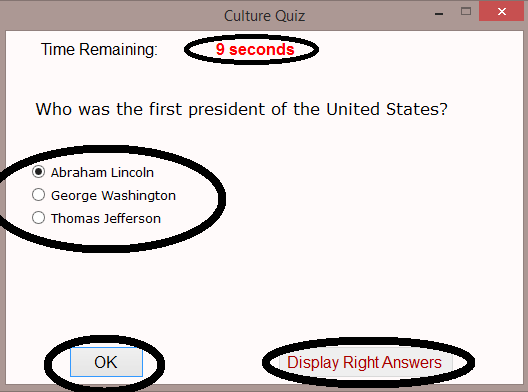 Culture Quiz
Time Remaining: 9 seconds
Who was the first president of the United States?
Abraham Lincoln
George Washington
Thomas Jefferson
OK Display Right Answers